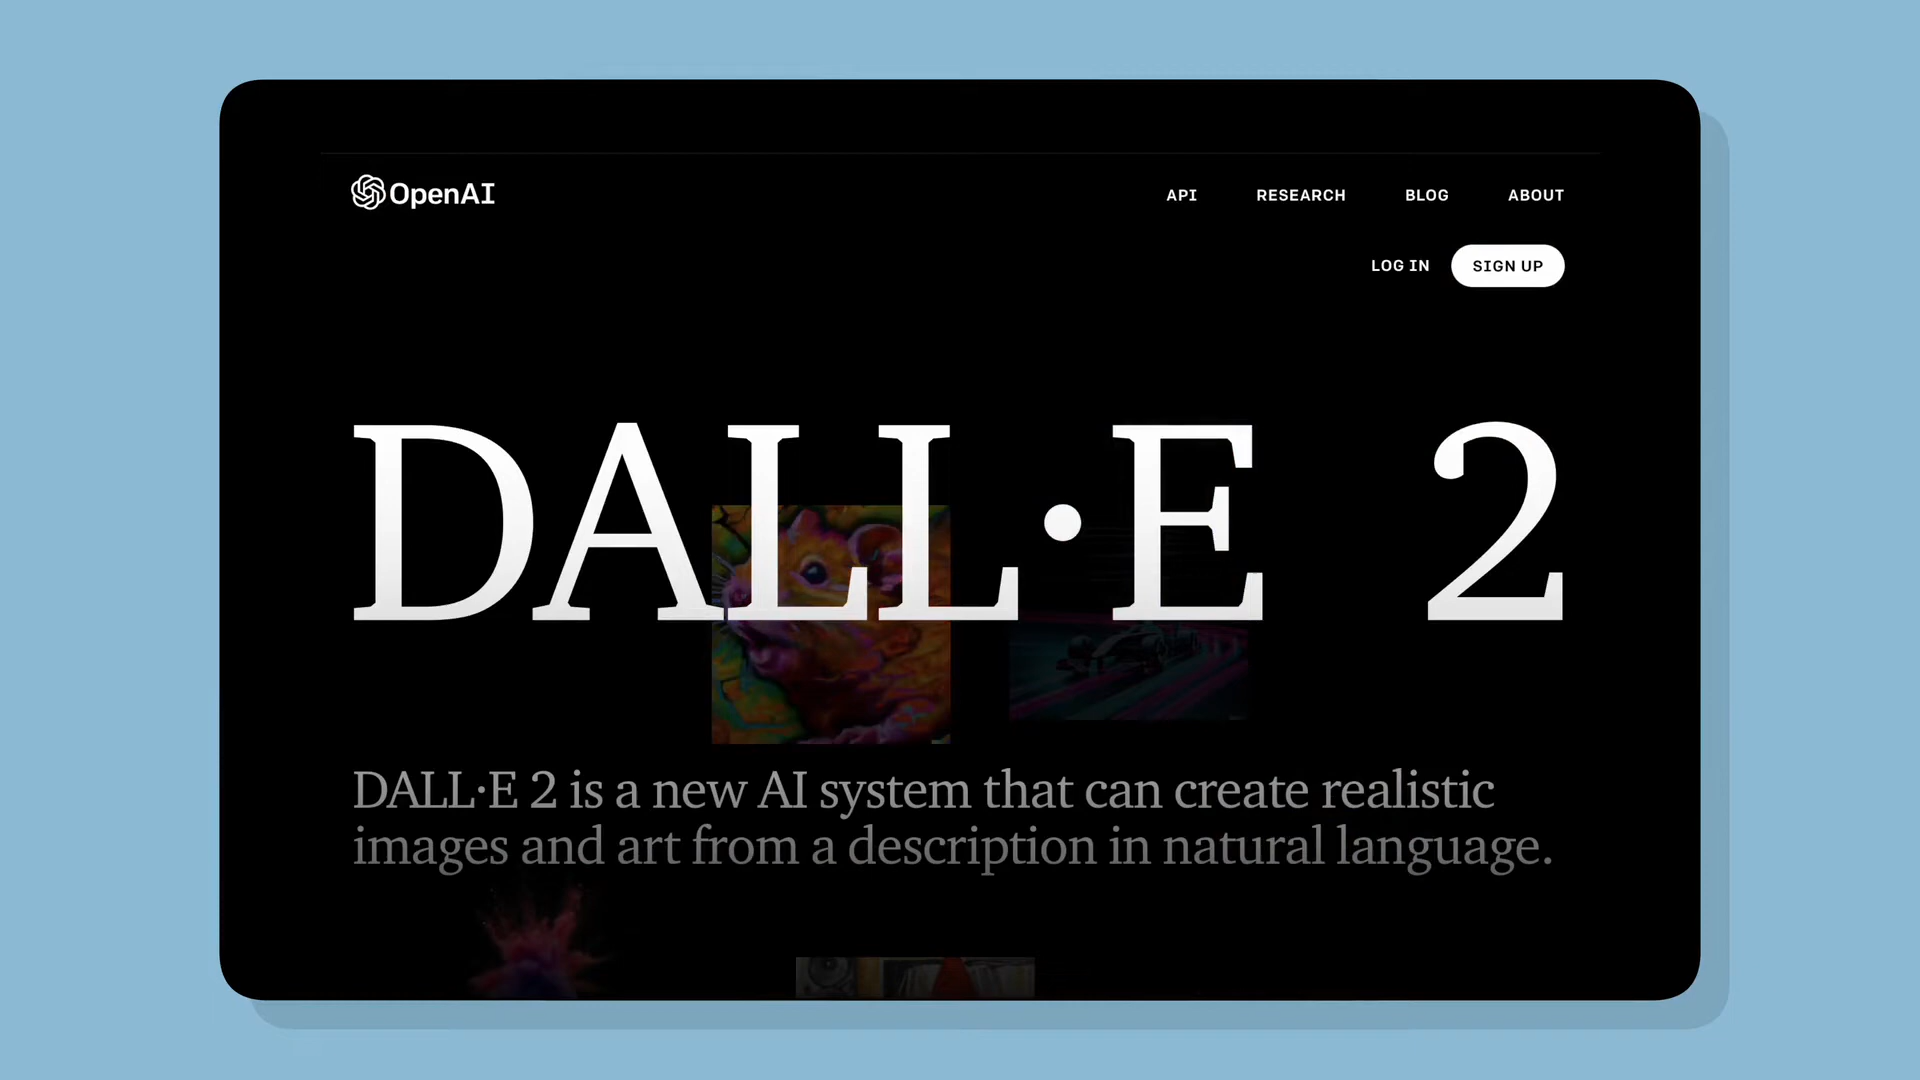 OpenAI
API RESEARCH BLOG ABOUT
LOG IN SIGN UP
DALL·E 2
DALL·E 2 is a new AI system that can create realistic
images and art from a description in natural language.